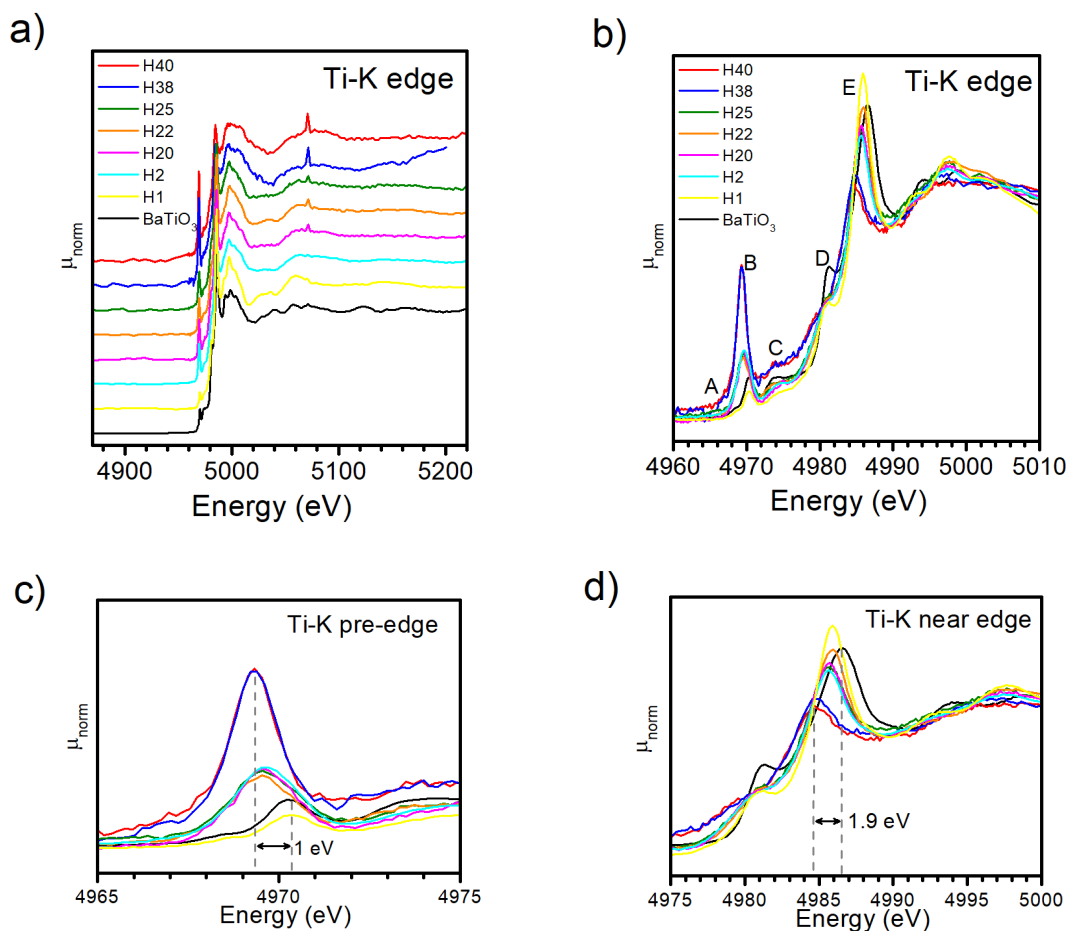 a)
Ti-K edge
H40
H38
H25
H22
H20
H2
H1
BaTiO₃
μnorm
4900 5000 5100 5200
Energy (eV)
b)
Ti-K edge
H40
H38
H25
H22
H20
H2
H1
BaTiO₃
A
B
C
D
E
μnorm
4960 4970 4980 4990 5000 5010
Energy (eV)
c)
Ti-K pre-edge
μnorm
1 eV
4965 4970 4975
Energy (eV)
d)
Ti-K near edge
μnorm
1.9 eV
4975 4980 4985 4990 4995 5000
Energy (eV)